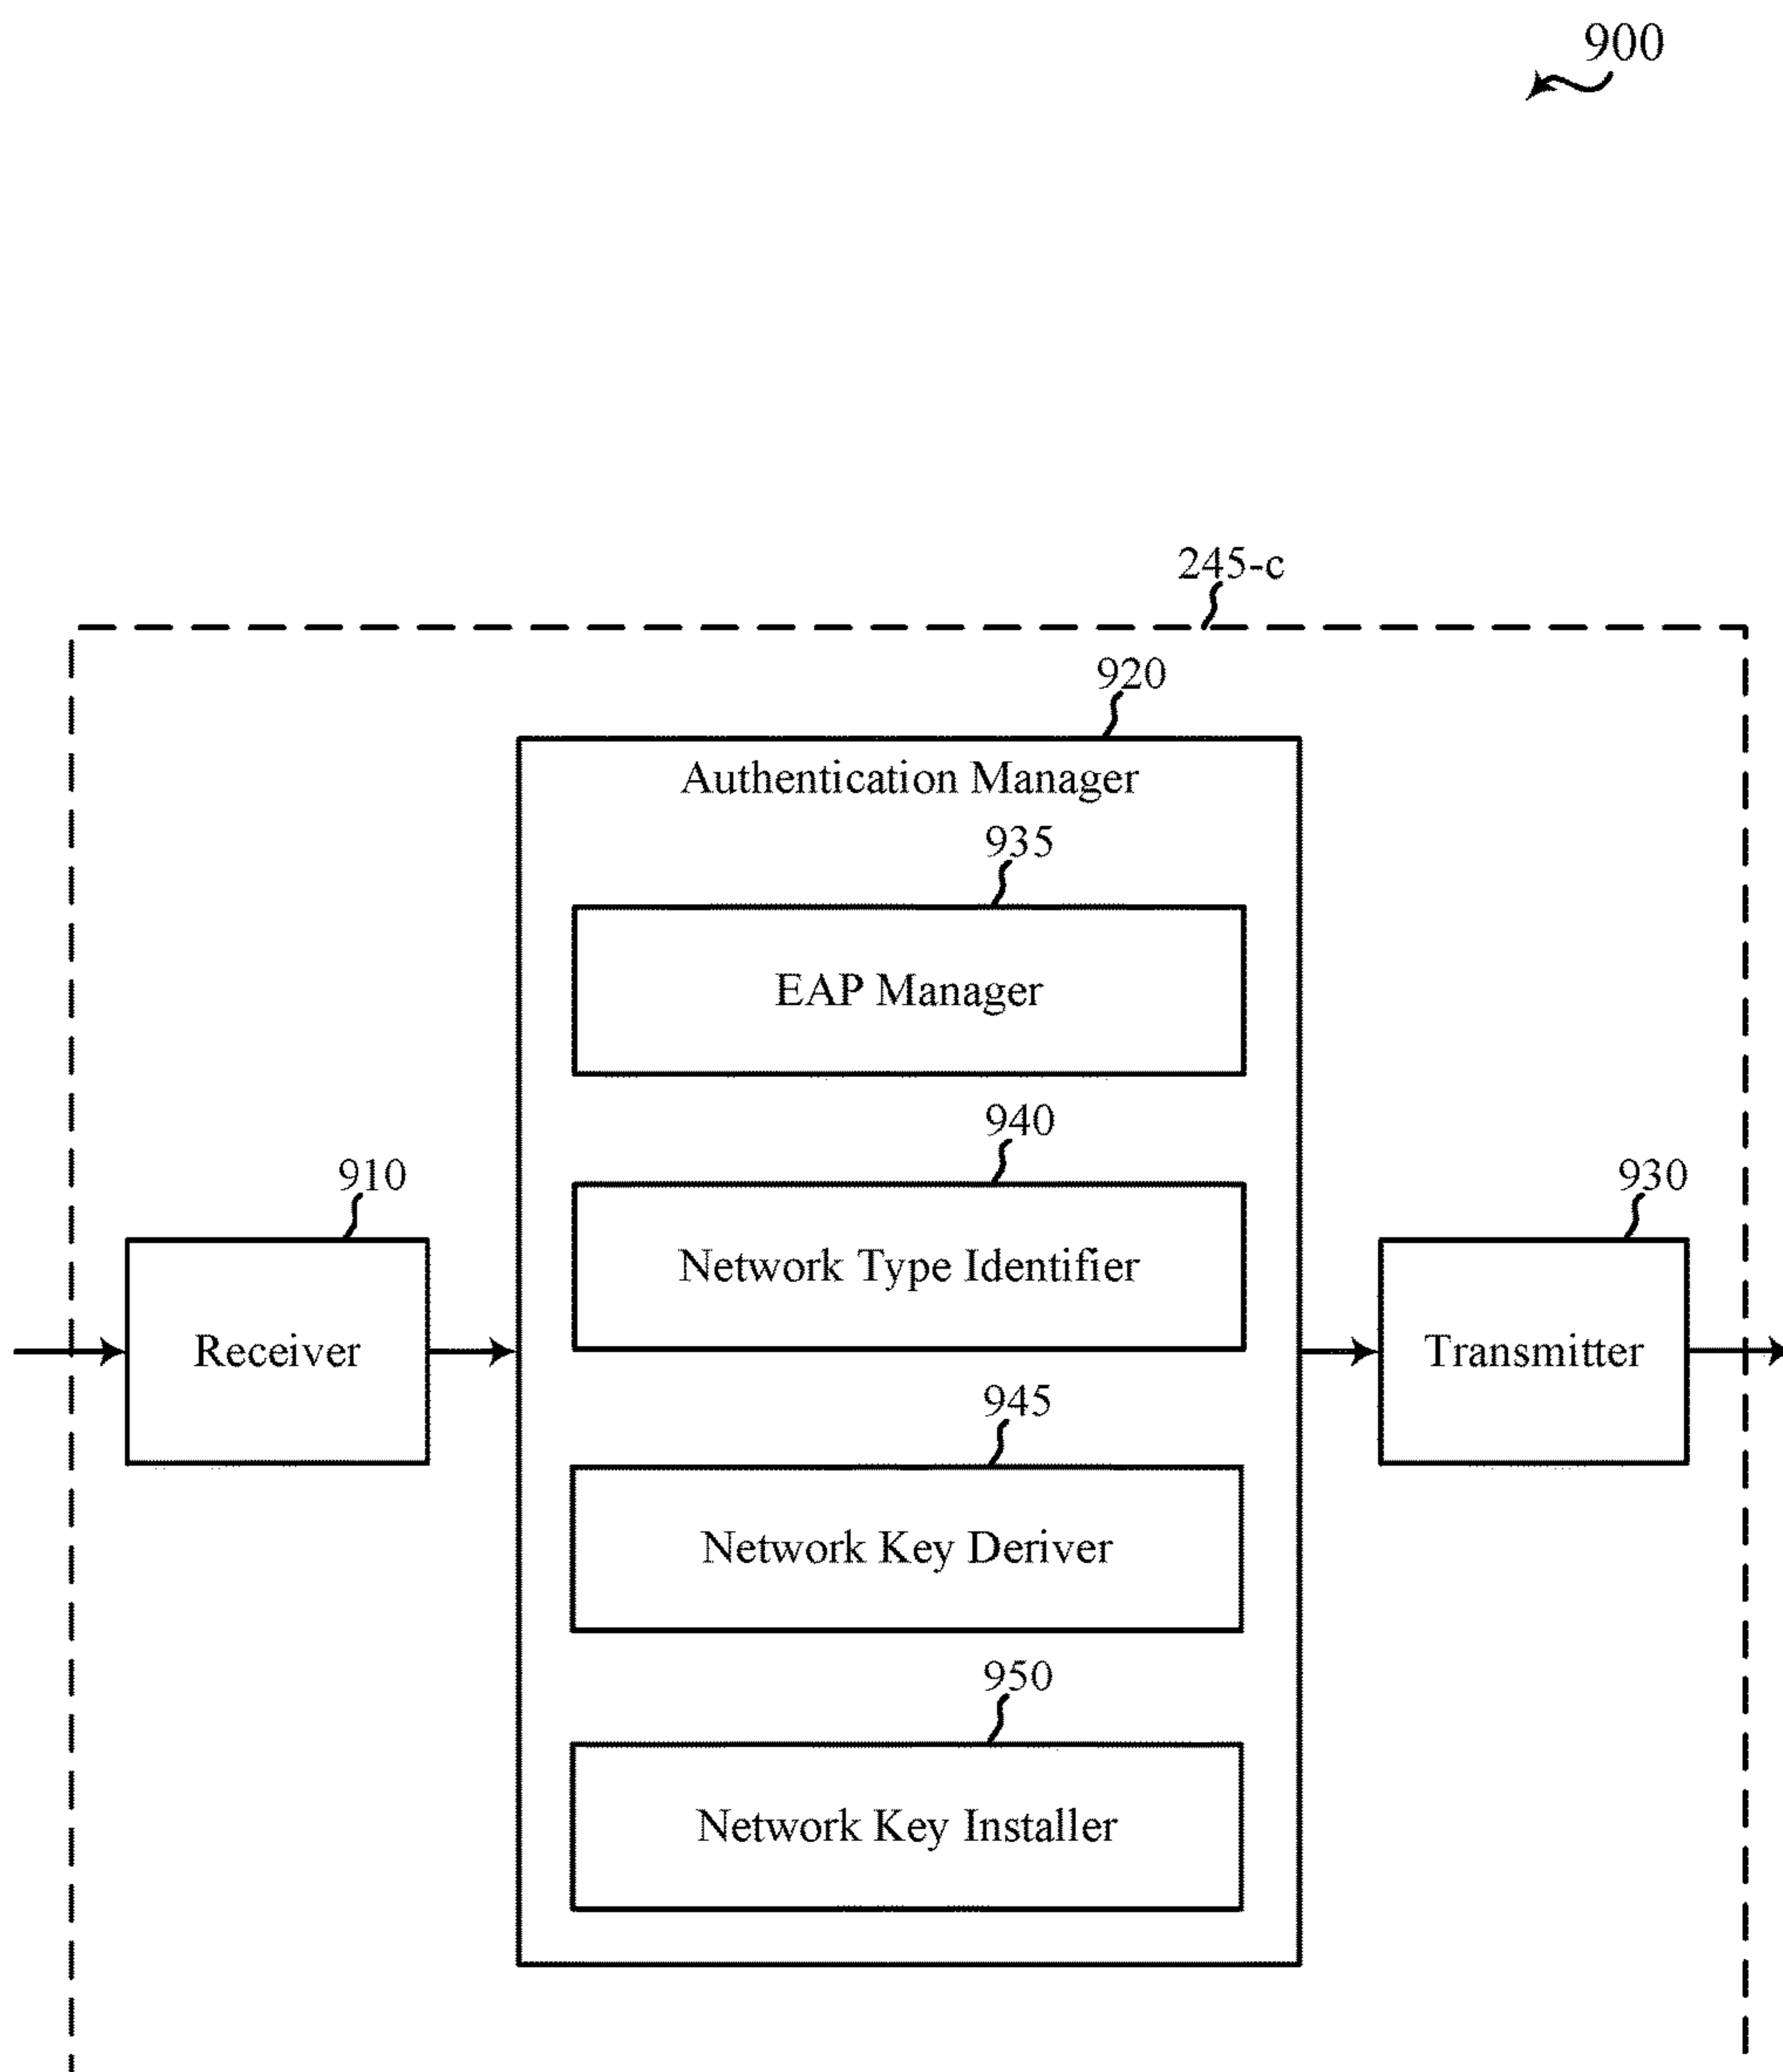 900
245-c
920
Authentication Manager
935
EAP Manager
940
Network Type Identifier
910
Receiver
930
Transmitter
945
Network Key Deriver
950
Network Key Installer